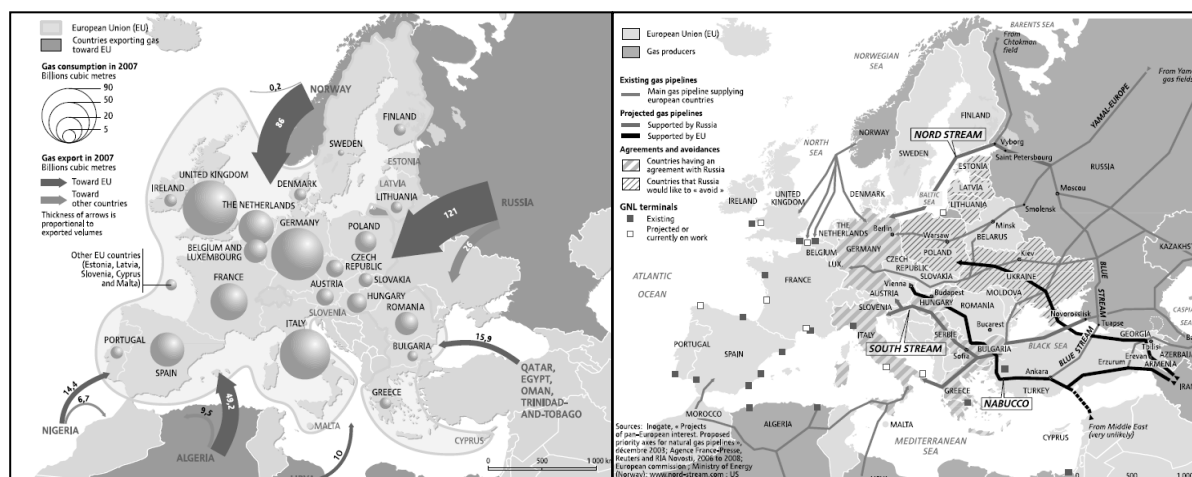 European Union (EU)
Countries exporting gas
toward EU
Gas consumption in 2007
Billions cubic metres
90
50
20
5
Gas export in 2007
Billions cubic metres
Toward EU
Toward
other countries
Thickness of arrows is
proportional to
exported volumes
Other EU countries
(Estonia, Latvia,
Slovenia, Cyprus
and Malta)
0,2
NORWAY
86
FINLAND
SWEDEN
ESTONIA
LATVIA
LITHUANIA
DENMARK
UNITED KINGDOM
IRELAND
THE NETHERLANDS
GERMANY
POLAND
121
RUSSIA
BELGIUM AND
LUXEMBOURG
CZECH
REPUBLIC
SLOVAKIA
FRANCE
AUSTRIA
HUNGARY
SLOVENIA
ROMANIA
ITALY
BULGARIA
15,9
PORTUGAL
SPAIN
GREECE
QATAR,
EGYPT,
OMAN,
TRINIDAD-
AND-TOBAGO
14,4
6,7
NIGERIA
9,5
49,2
ALGERIA
MALTA
10
CYPRUS
0
500
European Union (EU)
Gas producers
Existing gas pipelines
Main gas pipeline supplying
european countries
Projected gas pipelines
Supported by Russia
Supported by EU
Agreements and avoidances
Countries having an
agreement with Russia
Countries that Russia
would like to « avoid »
GNL terminals
Existing
Projected or
currently on work
BARENTS SEA
From
Chtokman
field
NORWEGIAN
SEA
From Yamal
gas fields
YAMAL-EUROPE
FINLAND
NORWAY
NORD STREAM
Vyborg
Saint Petersbourg
NORTH
SEA
SWEDEN
ESTONIA
RUSSIA
LATVIA
Moscou
BALTIC
SEA
LITHUANIA
DENMARK
IRELAND
UNITED
KINGDOM
Smolensk
THE
NETHERLANDS
Berlin
Minsk
BELARUS
Warsaw
POLAND
BELGIUM
GERMANY
LUX.
CZECH
REPUBLIC
Kiev
UKRAINE
SLOVAKIA
FRANCE
Vienna
AUSTRIA
Budapest
HUNGARY
MOLDOVA
ROMANIA
BLUE
STREAM
ATLANTIC
OCEAN
SLOVENIA
ITALY
SERBIE
Bucarest
Novorossiisk
Tuapse
SOUTH STREAM
Sofia
BULGARIA
BLACK SEA
BLUE STREAM
GEORGIA
Tbilisi
Erevan
ARMENIA
Erzurum
PORTUGAL
SPAIN
GREECE
Ankara
TURKEY
NABUCCO
MOROCCO
ALGERIA
MALTA
MEDITERRANEAN
SEA
CYPRUS
From Middle East
(very unlikely)
Sources: Inogate, « Projects
of pan-European interest. Proposed
priority axes for natural gas pipelines »,
décembre 2003; Agence France-Presse,
Reuters and RIA Novosti, 2006 to 2008;
European commission ; Ministry of Energy
(Norway); www.nord-stream.com ; US
0
500